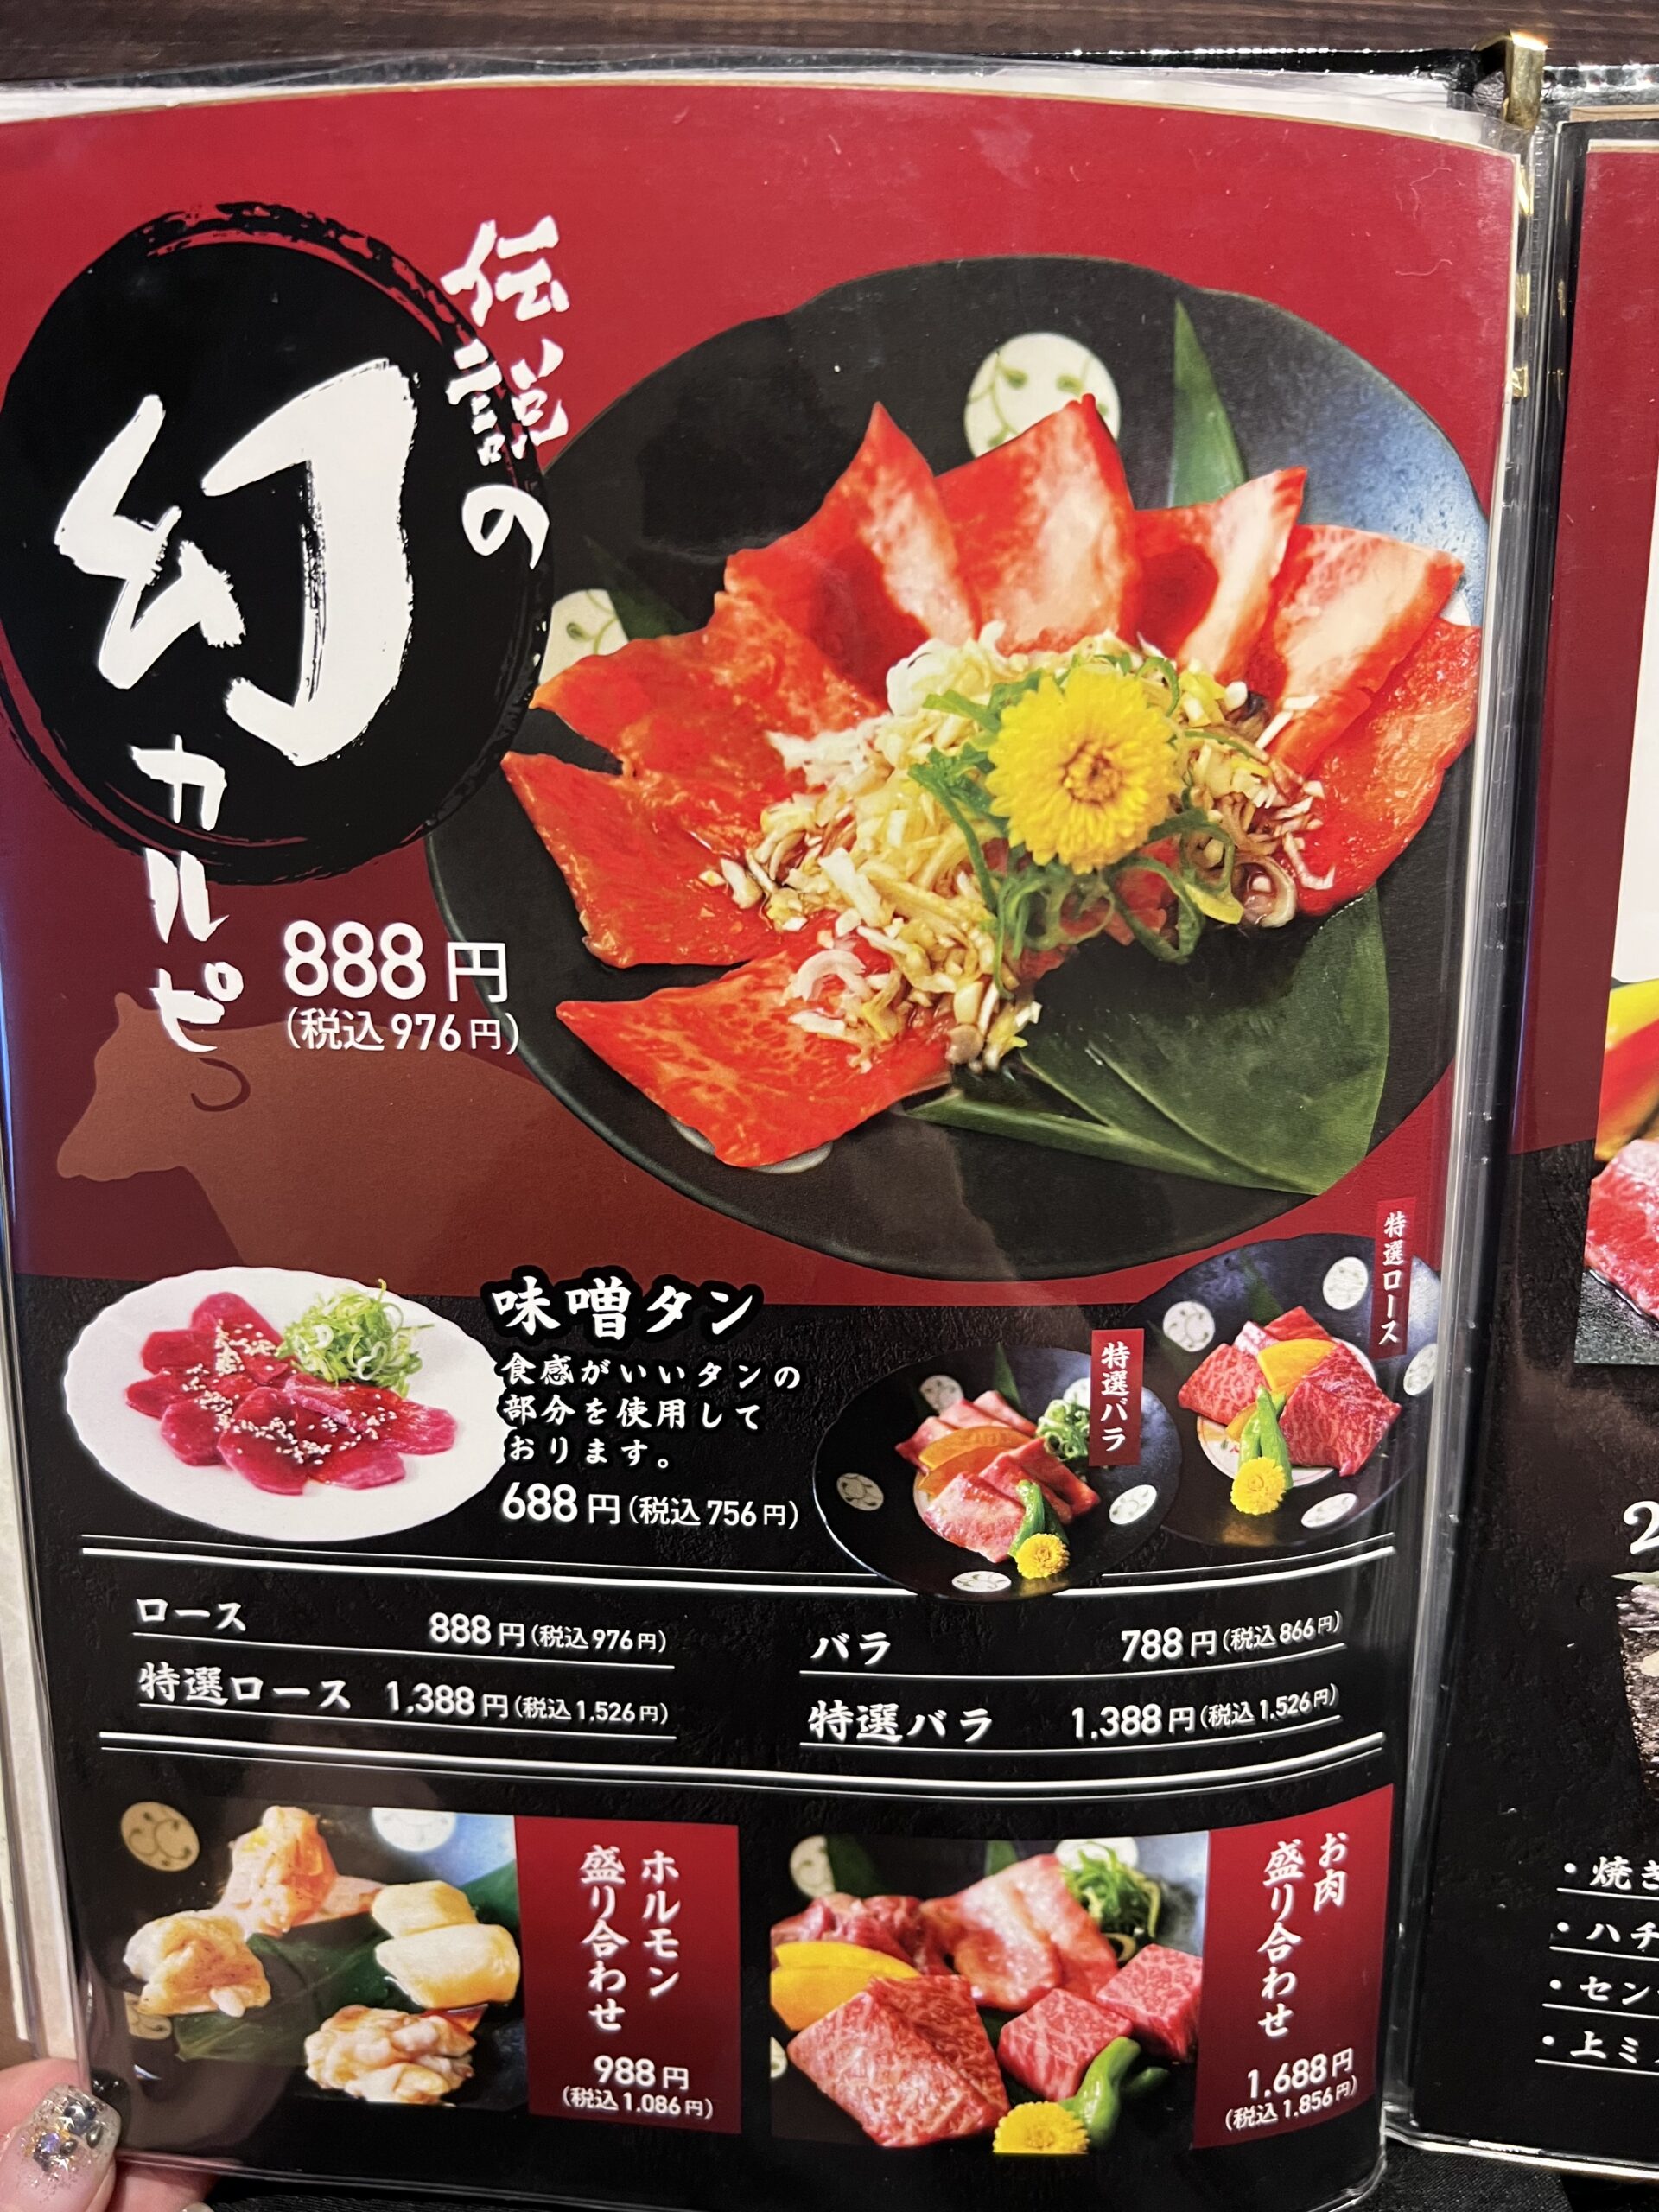 伝説の
幻カルビ
888円
(税込976円)
味噌タン
食感がいいタンの
部分を使用して
おります。
688円(税込756円)
特選バラ
特選ロース
ロース 888円(税込976円)
特選ロース 1,388円(税込1,526円)
バラ 788円(税込866円)
特選バラ 1,388円(税込1,526円)
ホルモン
盛り合わせ
988円
(税込1.086円)
お肉
盛り合わせ
1.688円
(税込1.856円)
2
・焼き
・ハチ
・セン
・上ミ